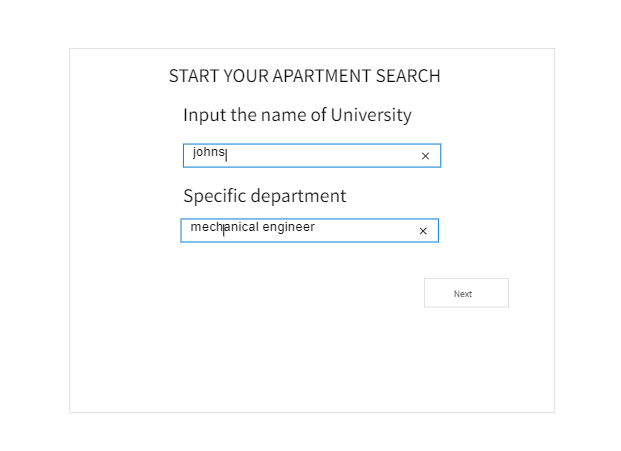 START YOUR APARTMENT SEARCH
Input the name of University
johns
Specific department
mechanical engineer
Next